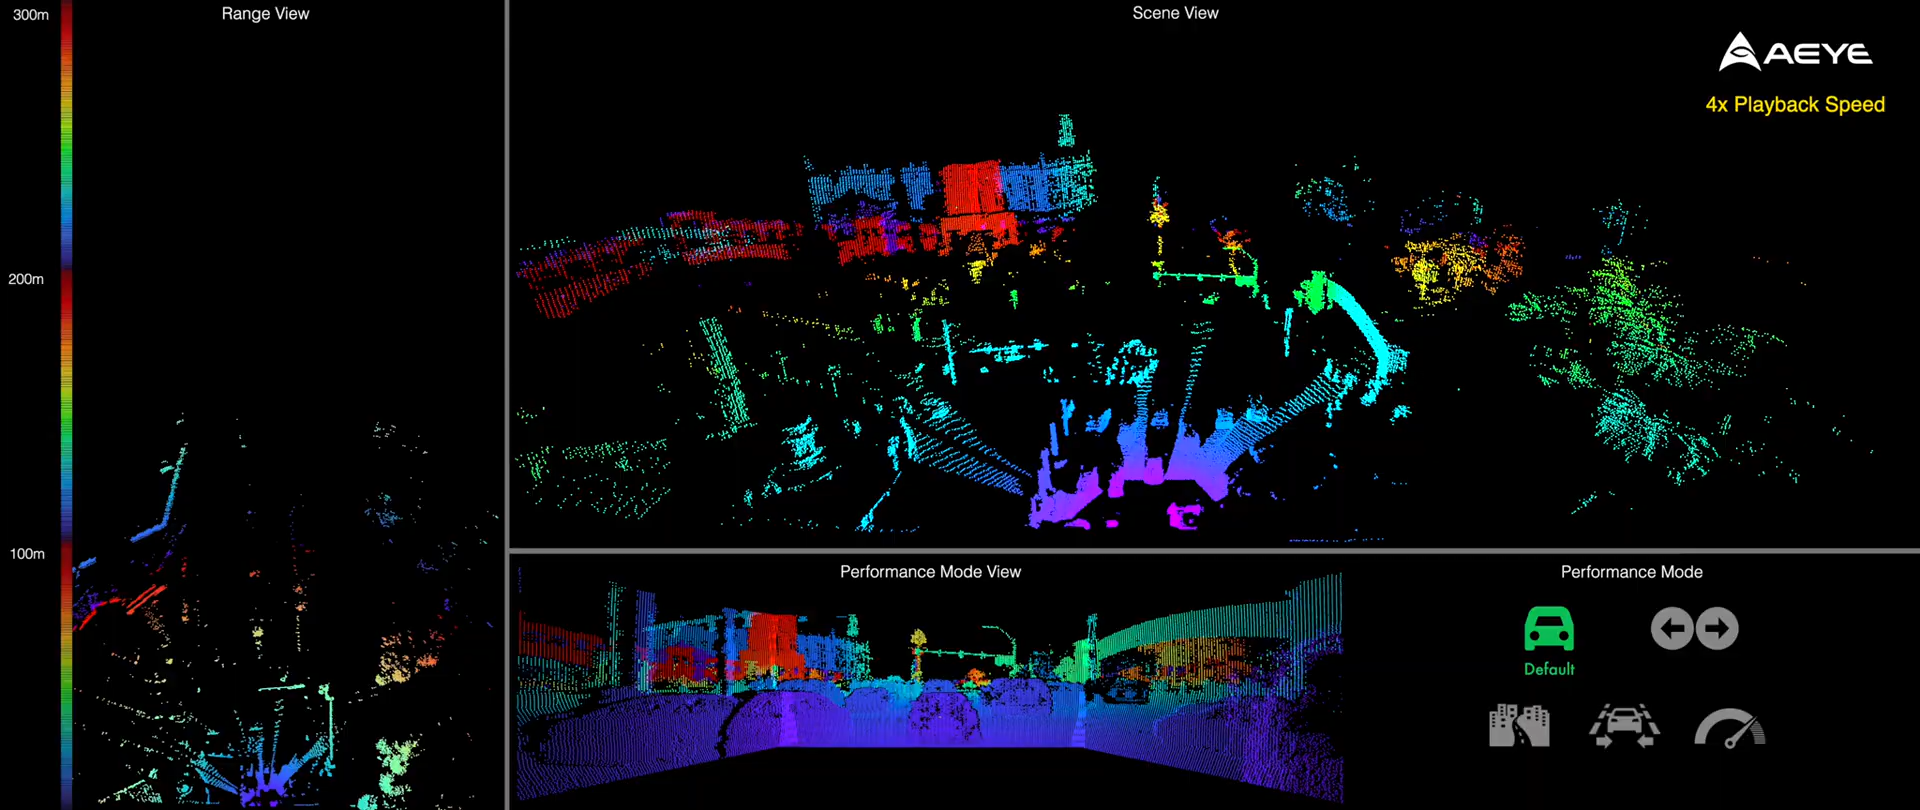 Range View
300m
200m
100m
Scene View
AEYE
4x Playback Speed
Performance Mode View
Performance Mode
Default